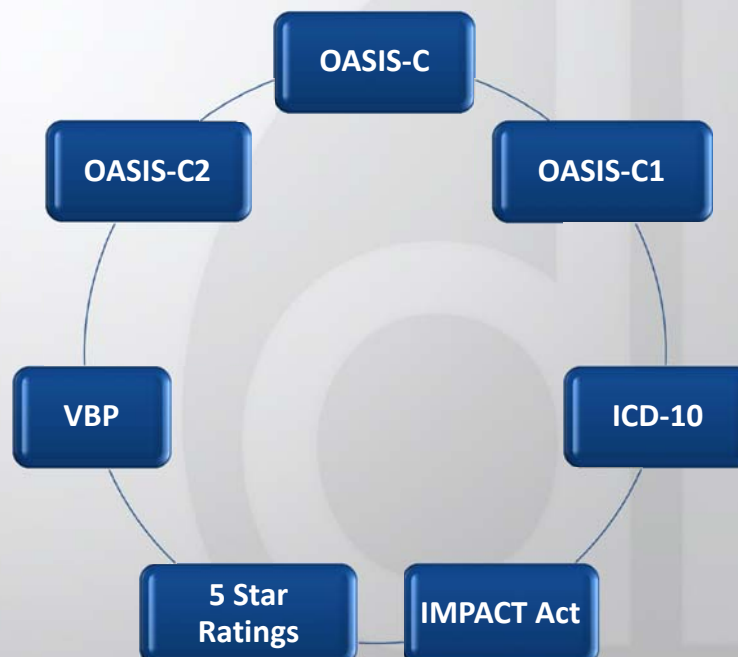 OASIS-C
OASIS-C2
OASIS-C1
VBP
ICD-10
5 Star
Ratings
IMPACT Act